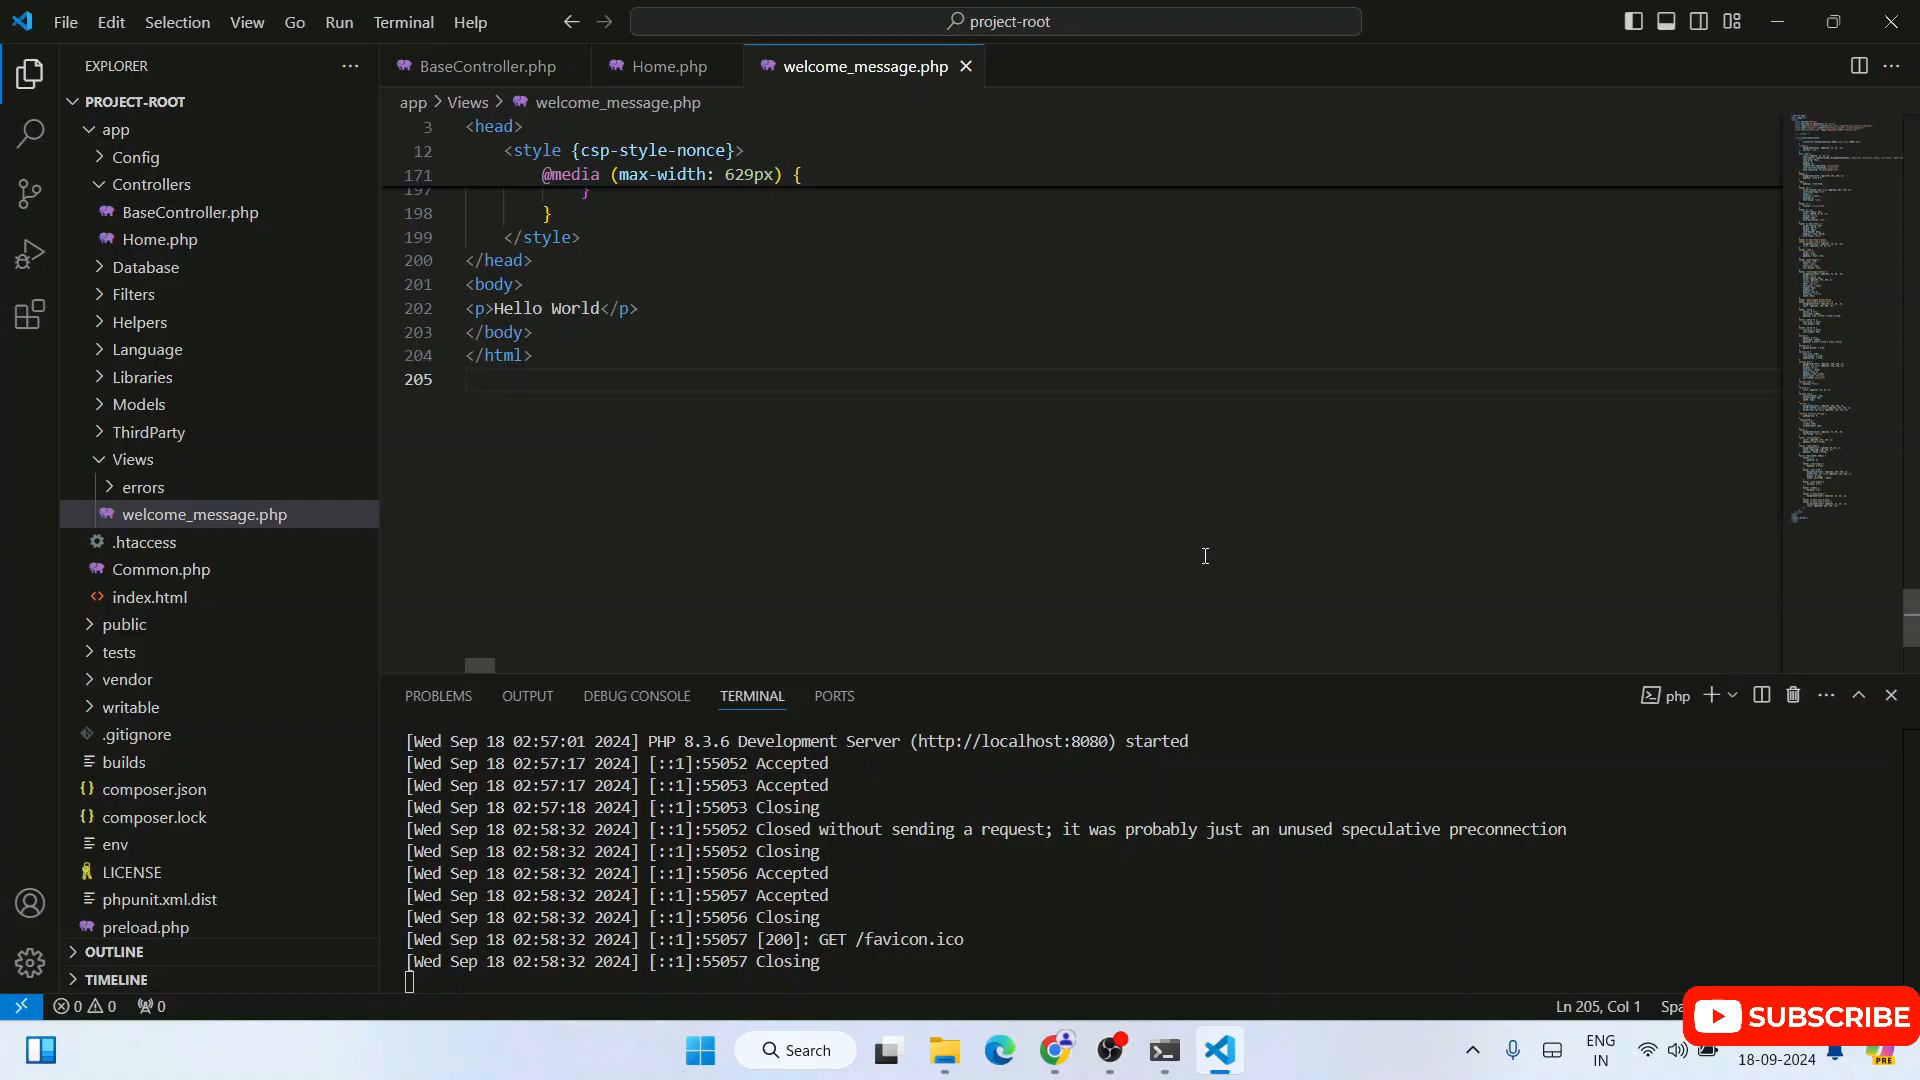 File Edit Selection View Go Run Terminal Help
project-root
EXPLORER
PROJECT-ROOT
app
Config
Controllers
BaseController.php
Home.php
Database
Filters
Helpers
Language
Libraries
Models
ThirdParty
Views
errors
welcome_message.php
.htaccess
Common.php
index.html
public
tests
vendor
writable
.gitignore
builds
composer.json
composer.lock
env
LICENSE
phpunit.xml.dist
preload.php
OUTLINE
TIMELINE
BaseController.php
Home.php
welcome_message.php
app > Views > welcome_message.php
3 <head>
12 <style {csp-style-nonce}>
171 @media (max-width: 629px) {
197 }
198 }
199 </style>
200 </head>
201 <body>
202 <p>Hello World</p>
203 </body>
204 </html>
205
PROBLEMS OUTPUT DEBUG CONSOLE TERMINAL PORTS
php
[Wed Sep 18 02:57:01 2024] PHP 8.3.6 Development Server (http://localhost:8080) started
[Wed Sep 18 02:57:17 2024] [::1]:55052 Accepted
[Wed Sep 18 02:57:17 2024] [::1]:55053 Accepted
[Wed Sep 18 02:57:18 2024] [::1]:55053 Closing
[Wed Sep 18 02:58:32 2024] [::1]:55052 Closed without sending a request; it was probably just an unused speculative preconnection
[Wed Sep 18 02:58:32 2024] [::1]:55052 Closing
[Wed Sep 18 02:58:32 2024] [::1]:55056 Accepted
[Wed Sep 18 02:58:32 2024] [::1]:55057 Accepted
[Wed Sep 18 02:58:32 2024] [::1]:55056 Closing
[Wed Sep 18 02:58:32 2024] [::1]:55057 [200]: GET /favicon.ico
[Wed Sep 18 02:58:32 2024] [::1]:55057 Closing
0 0 0
Ln 205, Col 1
SUBSCRIBE
Search
ENG
IN
18-09-2024
PRE